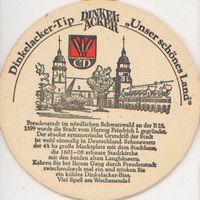 Dinkelacker-Tip
DINKEL
ACKER
„Unser schönes Land"
CD
Freudenstadt im nördlichen Schwarzwald an der B28,
1599 wurde die Stadt vom Herzog Friedrich I. gegründet.
Der absolut symmetrische Grundriß der Stadt
ist wohl einmalig in Deutschland. Sehenswert
der 4½ ha große Marktplatz mit dem Stadthaus
die 1601-08 erbaute Stadtkirche
mit den beiden alten Langhäusern.
Kehren Sie bei Ihrem Gang durch Freudenstadt
zwischendurch mal ein und trinken Sie
ein kühles Dinkelacker-Bier.
Viel Spaß am Wochenende!